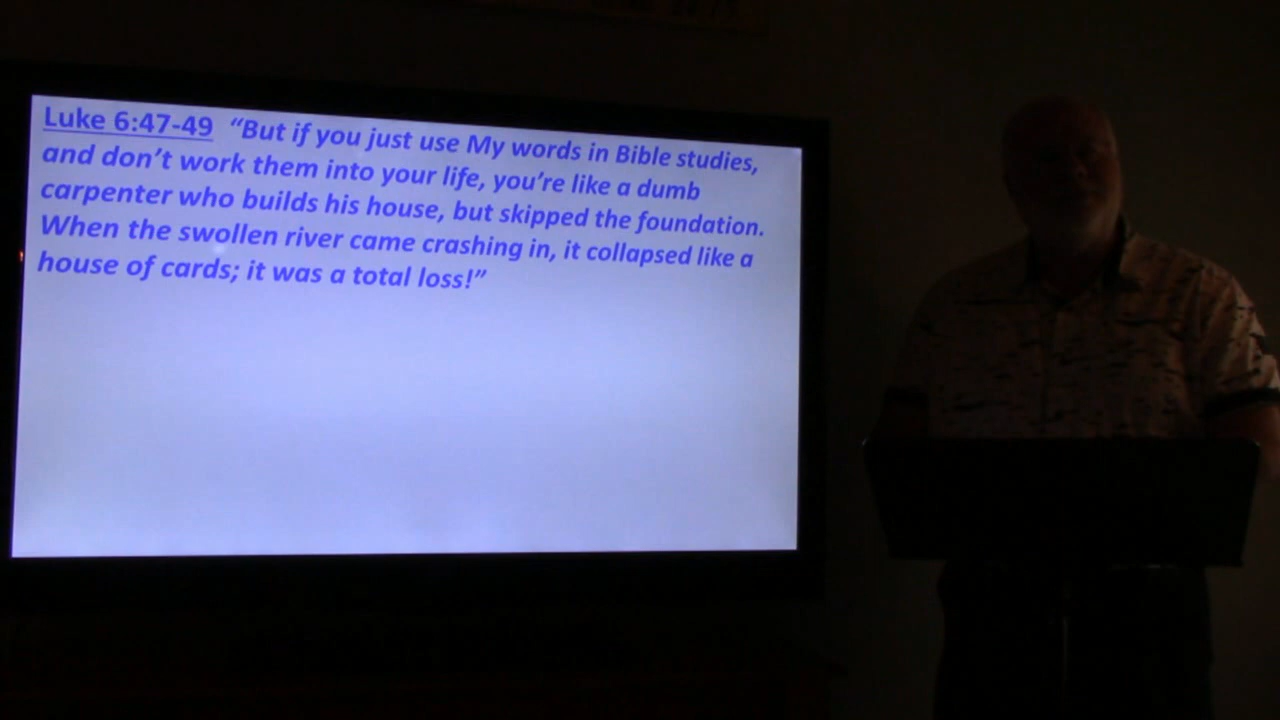 Luke 6:47-49 “But if you just use My words in Bible studies,
and don’t work them into your life, you’re like a dumb
carpenter who builds his house, but skipped the foundation.
When the swollen river came crashing in, it collapsed like a
house of cards; it was a total loss!”